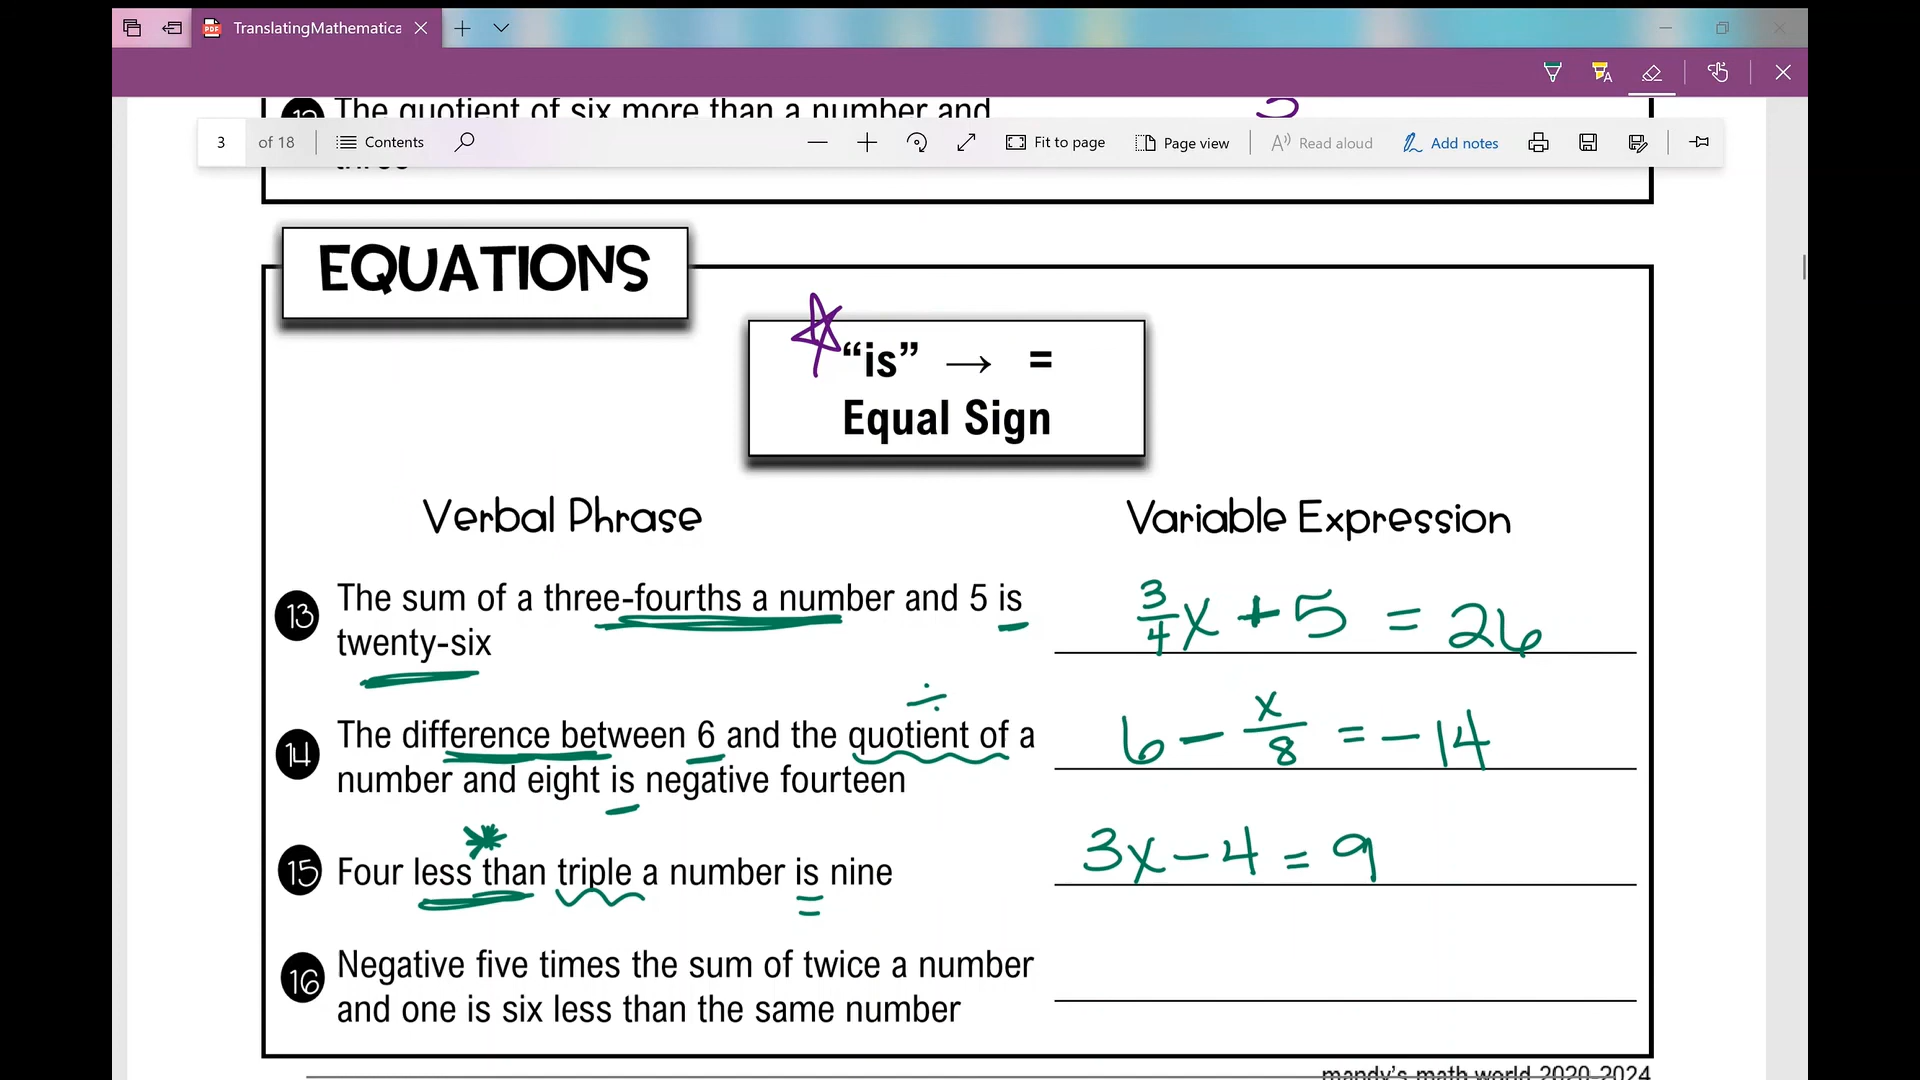 TranslatingMathematica
The quotient of six more than a number and
3 of 18 Contents Fit to page Page view Read aloud Add notes
three
EQUATIONS
“is” → =
Equal Sign
Verbal Phrase Variable Expression
13 The sum of a three-fourths a number and 5 is
twenty-six
3/4 x + 5 = 26
÷
14 The difference between 6 and the quotient of a
number and eight is negative fourteen
6 - x/8 = -14
15 Four less than triple a number is nine
3x - 4 = 9
16 Negative five times the sum of twice a number
and one is six less than the same number
mandy's math world 2020-2024